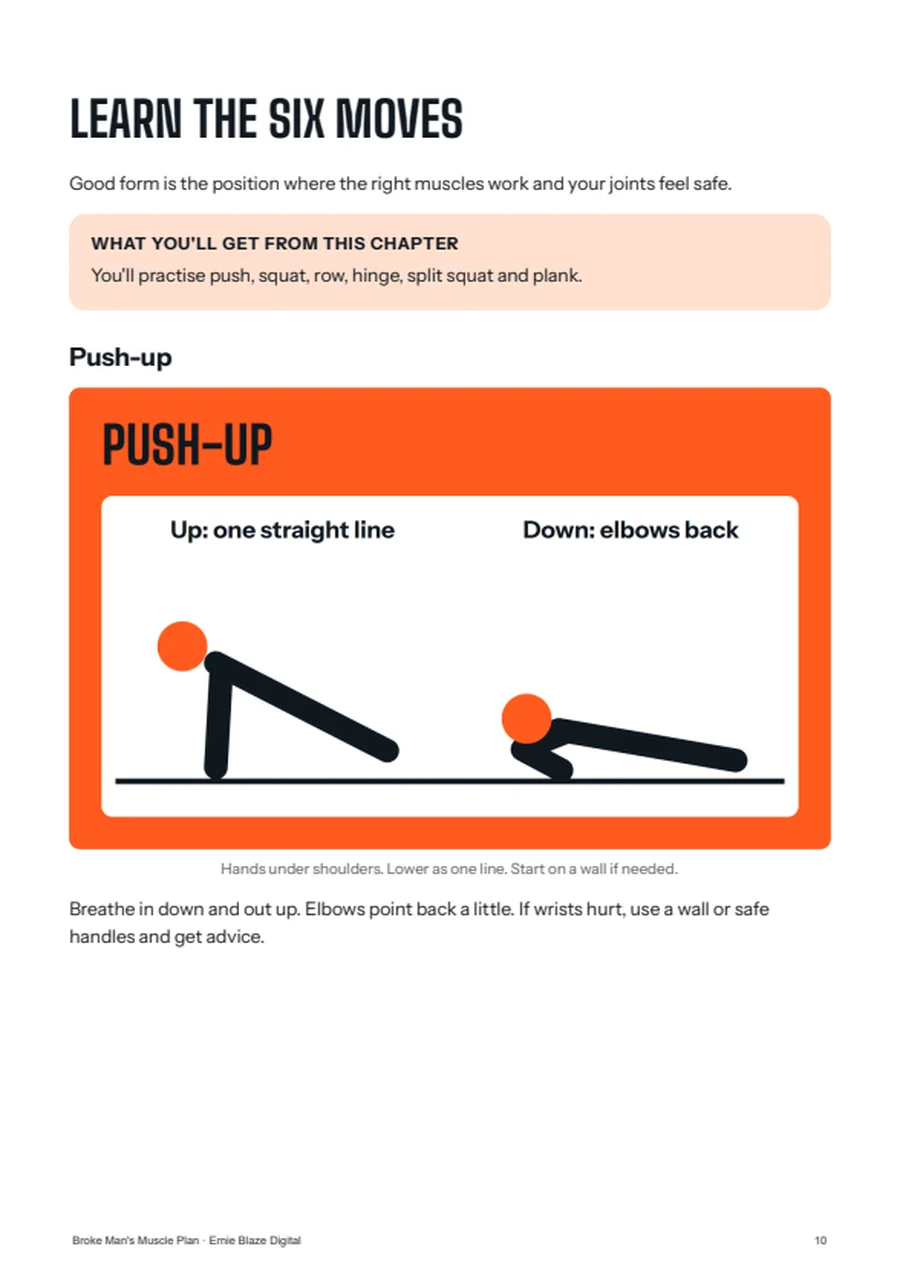 LEARN THE SIX MOVES
Good form is the position where the right muscles work and your joints feel safe.
WHAT YOU'LL GET FROM THIS CHAPTER
You'll practise push, squat, row, hinge, split squat and plank.
Push-up
PUSH-UP
Up: one straight line
Down: elbows back
Hands under shoulders. Lower as one line. Start on a wall if needed.
Breathe in down and out up. Elbows point back a little. If wrists hurt, use a wall or safe
handles and get advice.
Broke Man's Muscle Plan · Ernie Blaze Digital
10